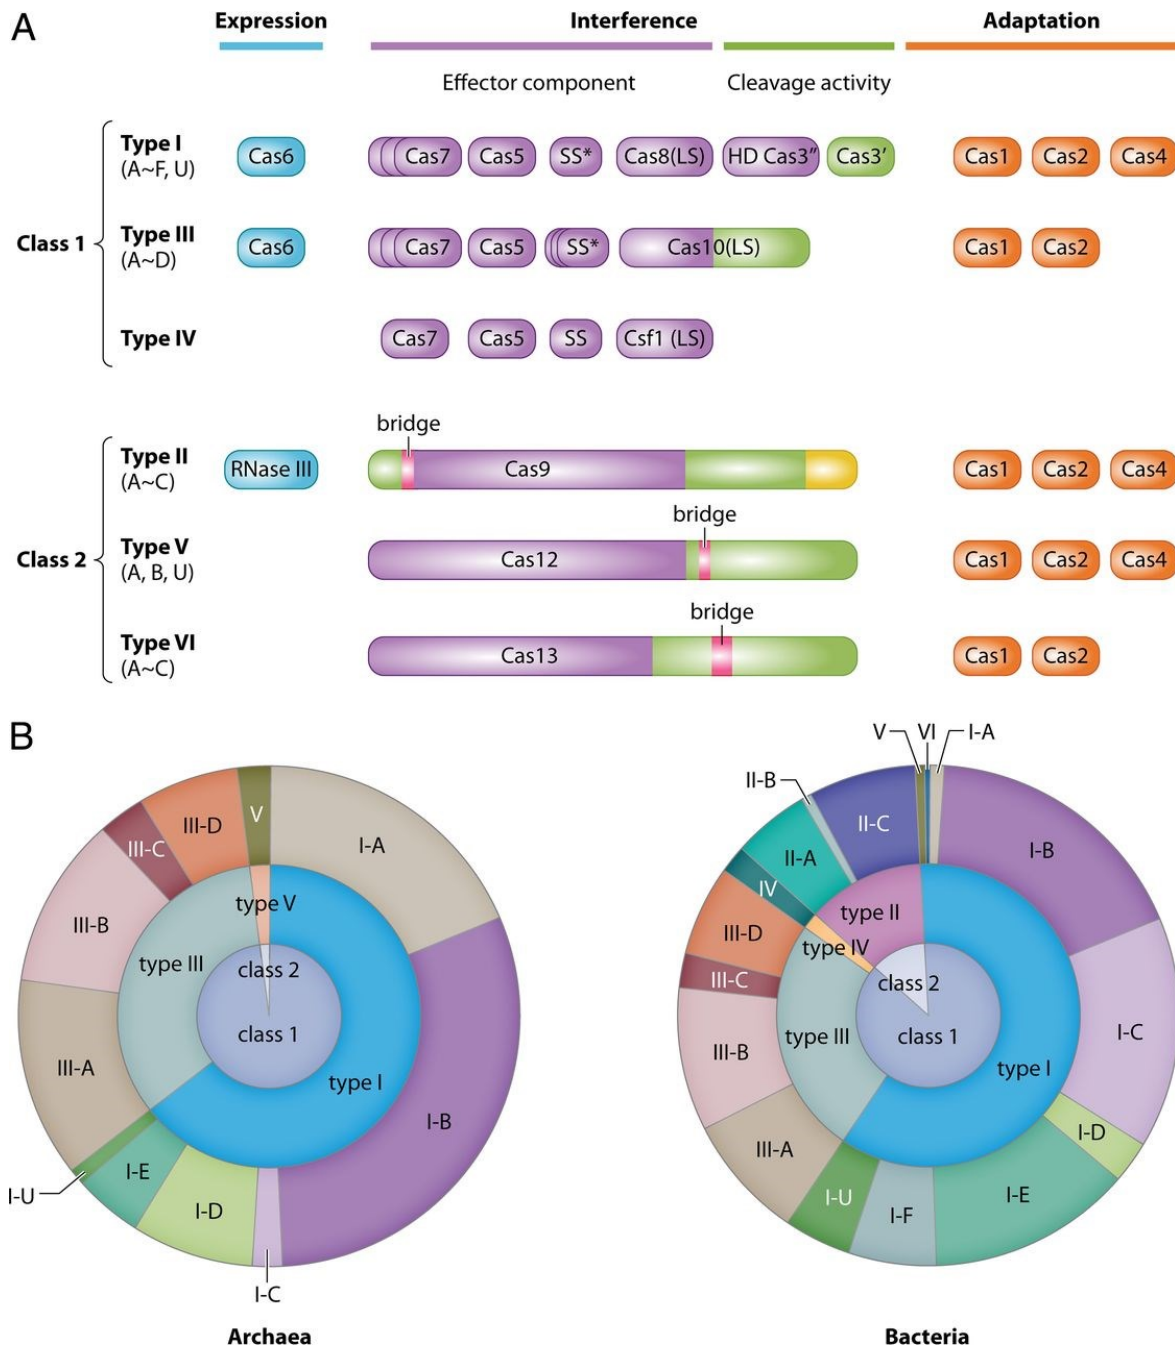 A
Expression Interference Adaptation
Effector component Cleavage activity
Class 1
Type I
(A~F, U)
Cas6 Cas7 Cas5 SS* Cas8(LS) HD Cas3″ Cas3′ Cas1 Cas2 Cas4
Type III
(A~D)
Cas6 Cas7 Cas5 SS* Cas10(LS) Cas1 Cas2
Type IV
Cas7 Cas5 SS Csf1 (LS)
Class 2
bridge
Type II
(A~C)
RNase III Cas9 Cas1 Cas2 Cas4
bridge
Type V
(A, B, U)
Cas12 Cas1 Cas2 Cas4
bridge
Type VI
(A~C)
Cas13 Cas1 Cas2
B
V
I-A
I-B
I-C
I-D
I-E
I-U
III-A
III-B
III-C
III-D
type V
type III
type I
class 2
class 1
Archaea
V
VI
I-A
I-B
I-C
I-D
I-E
I-F
I-U
III-A
III-B
III-C
III-D
IV
II-A
II-B
II-C
type II
type IV
type III
type I
class 2
class 1
Bacteria